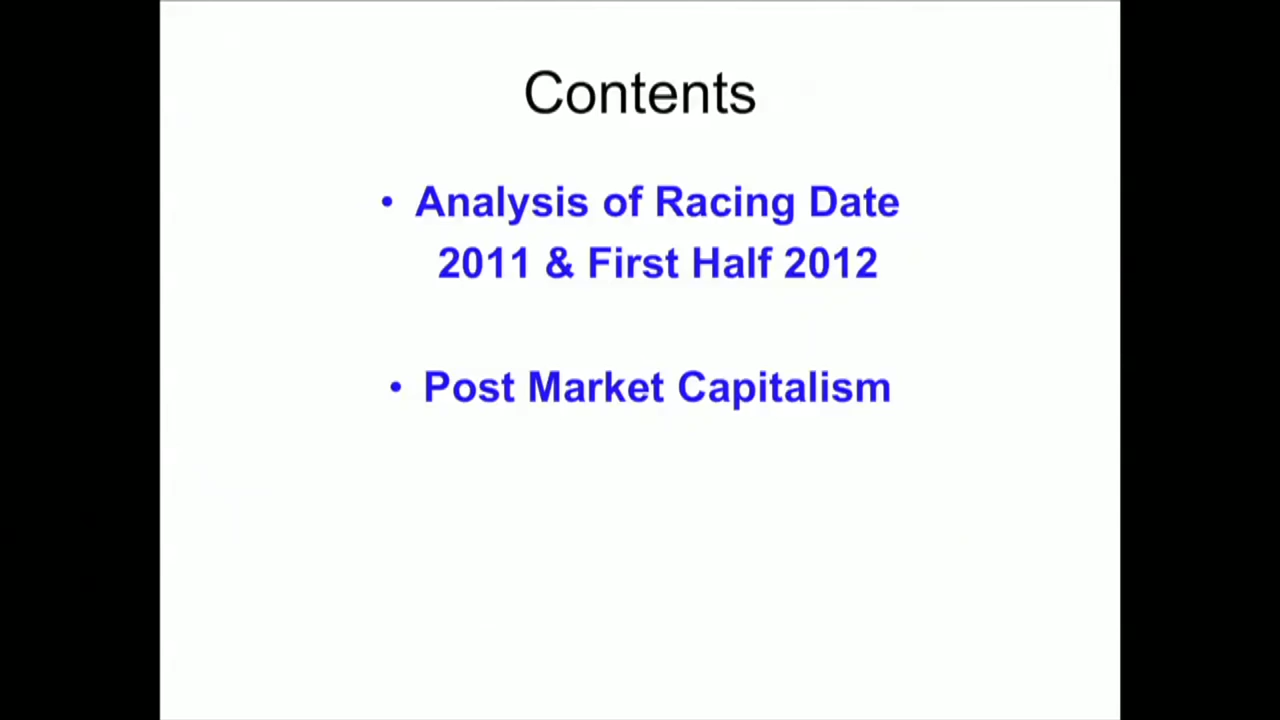 Contents
• Analysis of Racing Date
2011 & First Half 2012
• Post Market Capitalism